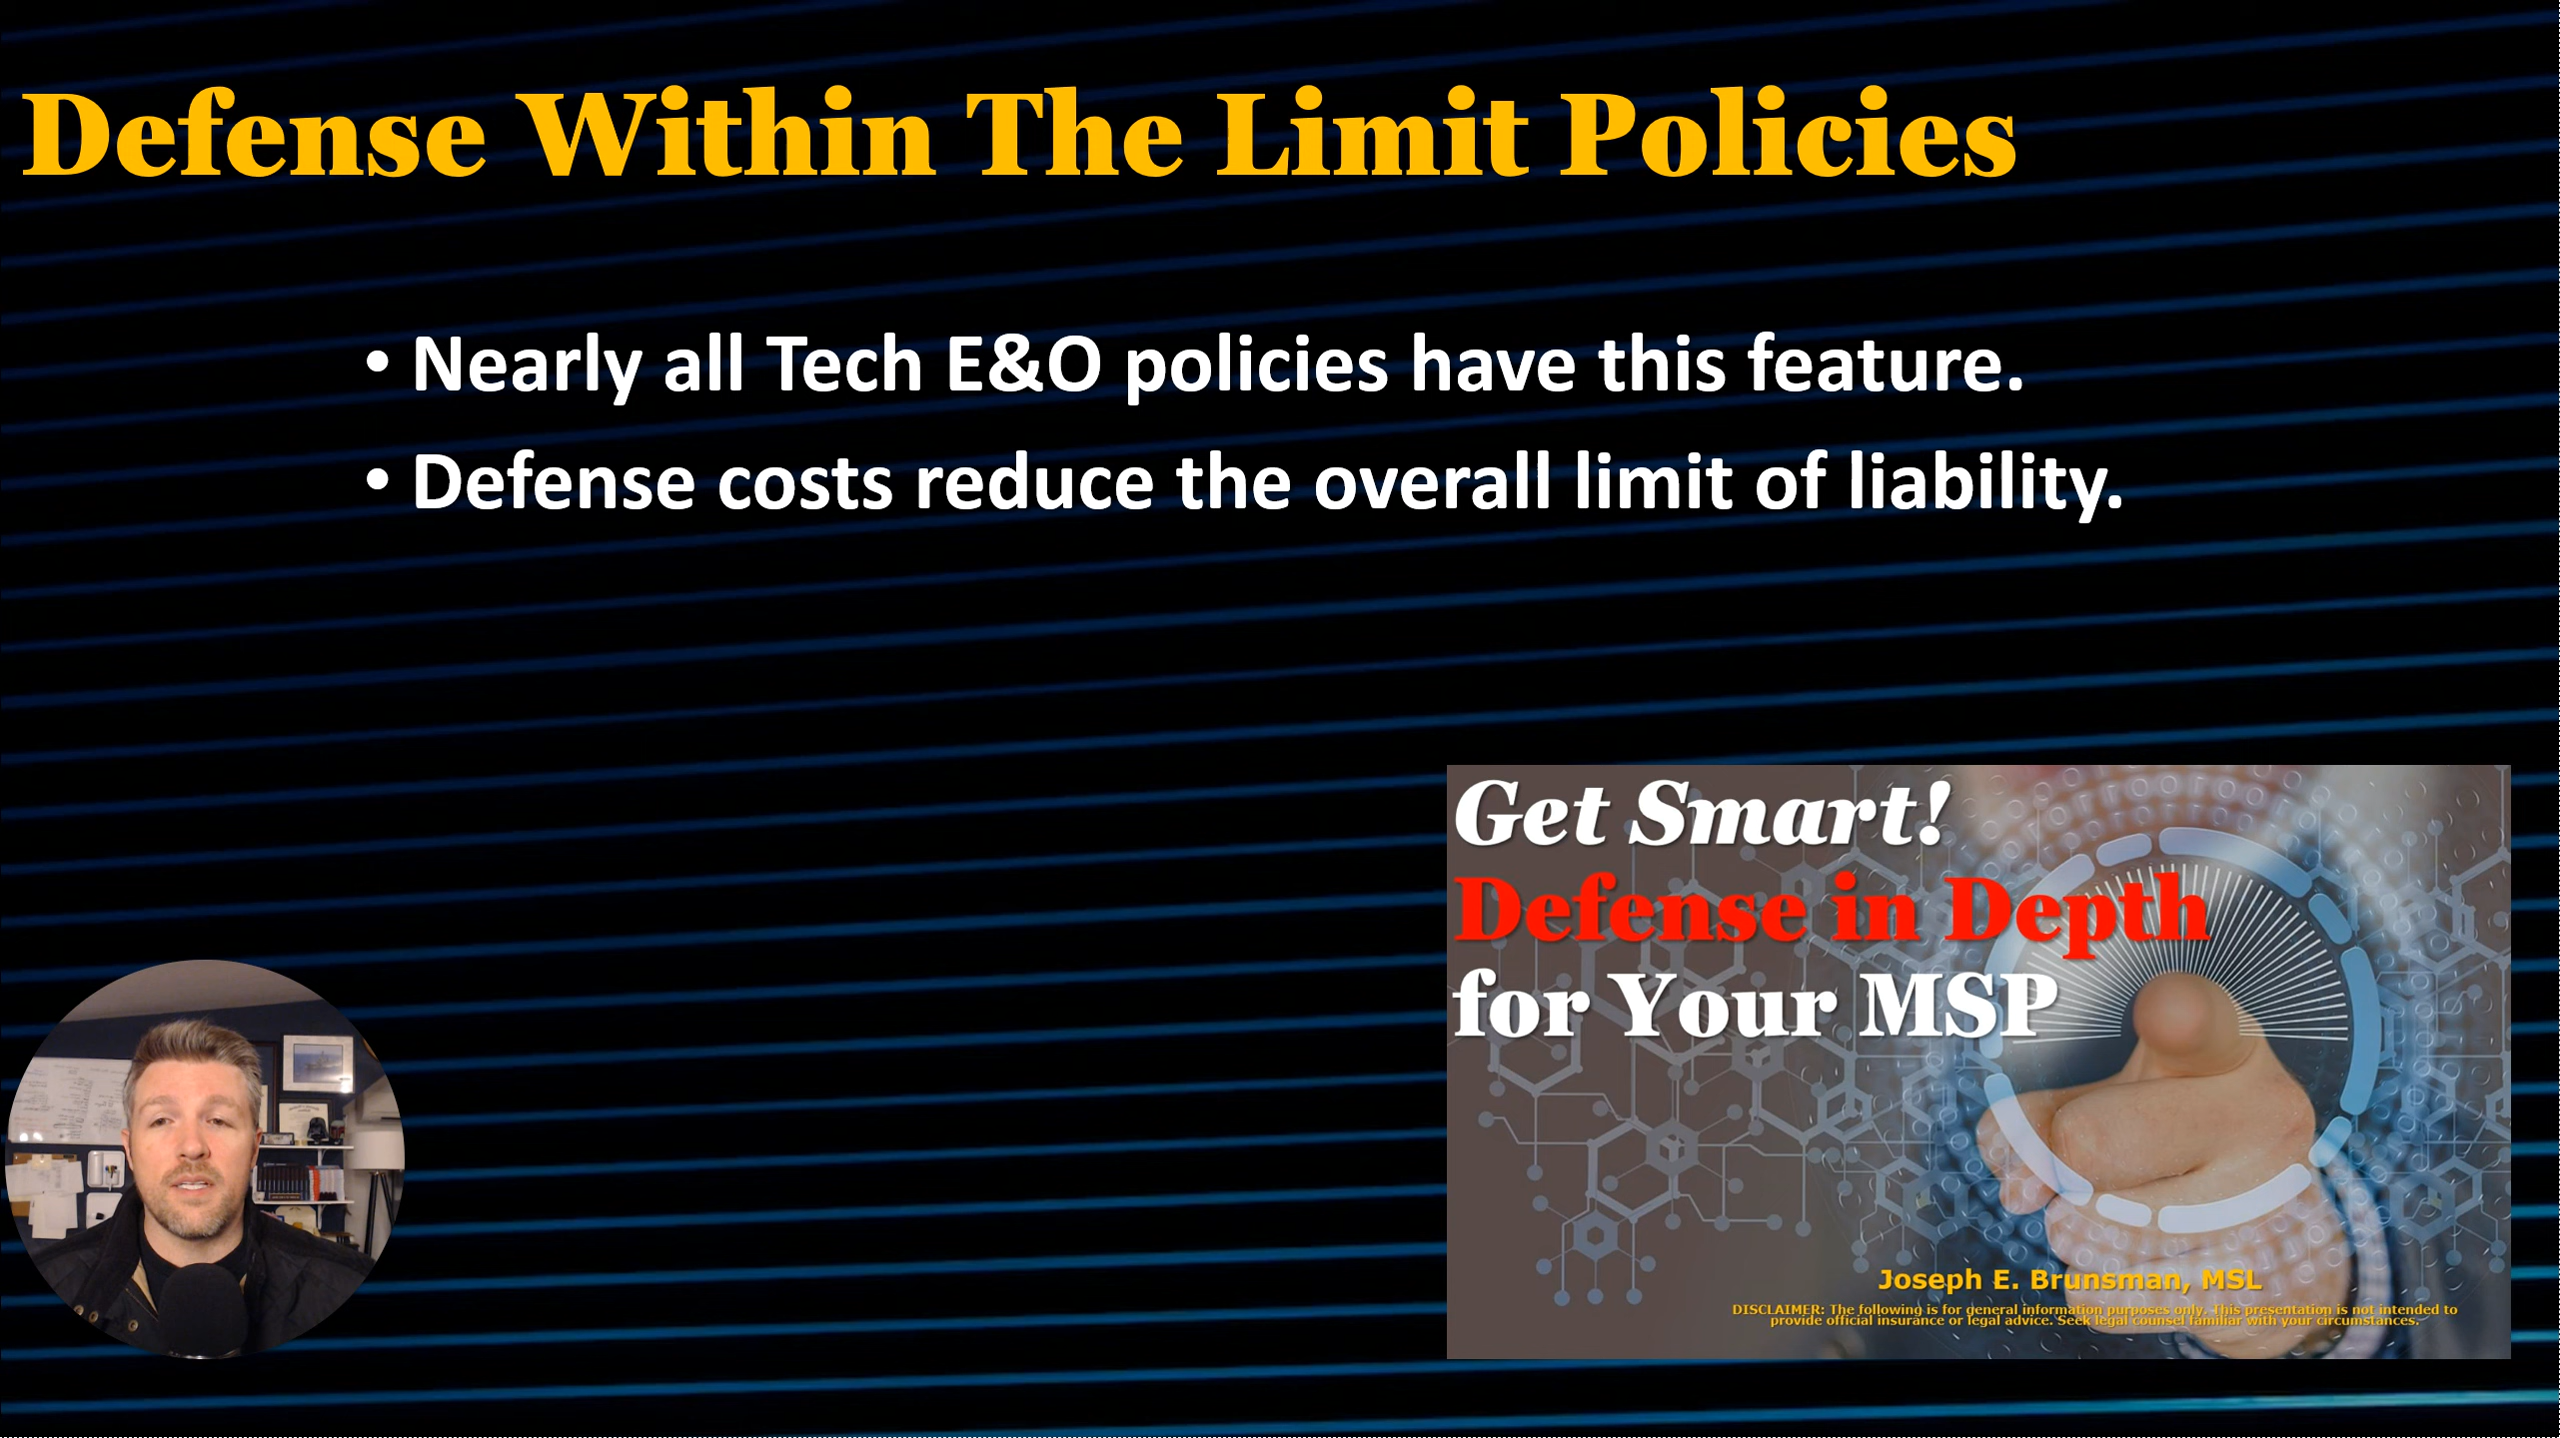 Defense Within The Limit Policies
• Nearly all Tech E&O policies have this feature.
• Defense costs reduce the overall limit of liability.
Get Smart!
Defense in Depth
for Your MSP
Joseph E. Brunsman, MSL
DISCLAIMER: The following is for general information purposes only. This presentation is not intended to
provide official insurance or legal advice. Seek legal counsel familiar with your circumstances.